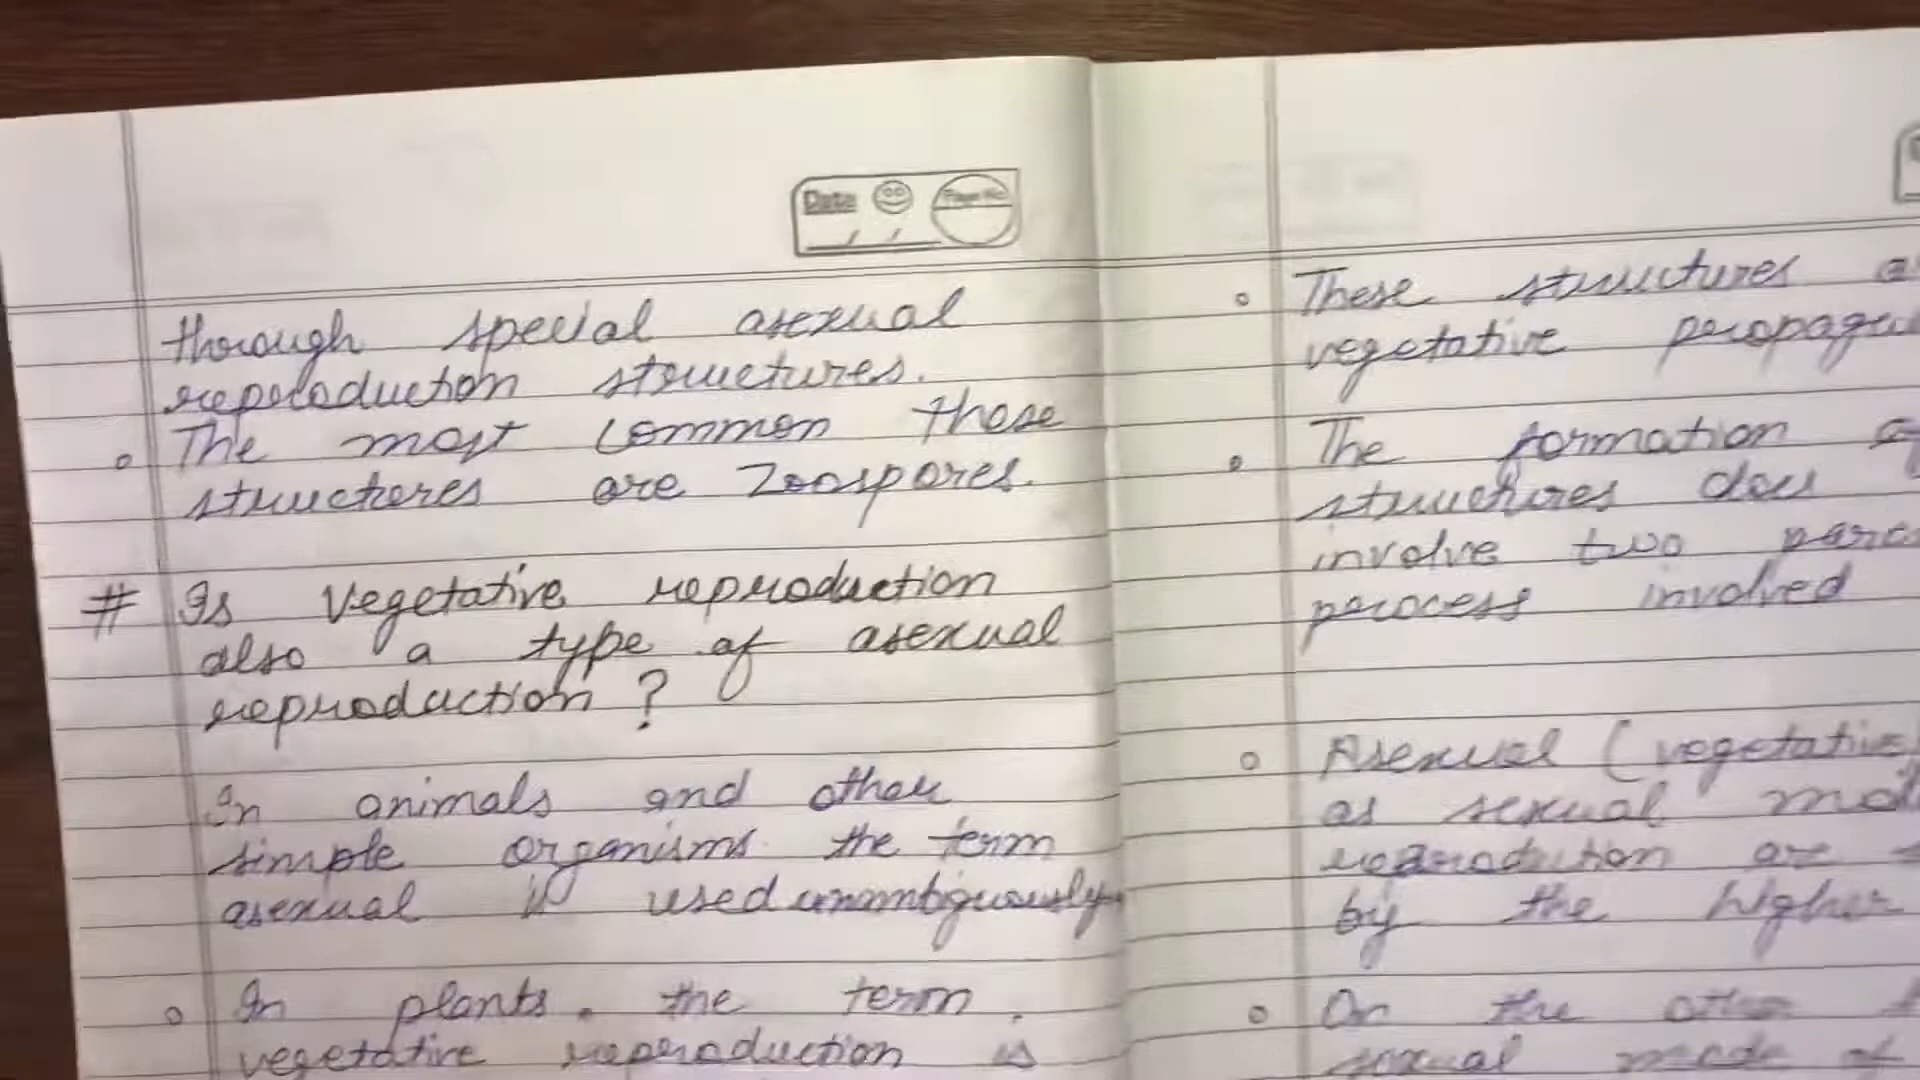 Date
Page No.
through special asexual
reproduction structures.
The most common these
structures are Zoospores.
# Is Vegetative reproduction
also a type of asexual
reproduction ?
In animals and other
simple organisms the term
asexual is used unambiguously
In plants, the term
vegetative reproduction is
These structures
vegetative
The formation
structures does
involve two
process involved
Asexual (vegetative)
as sexual
reproduction are
by the higher
On the other
sexual mode of